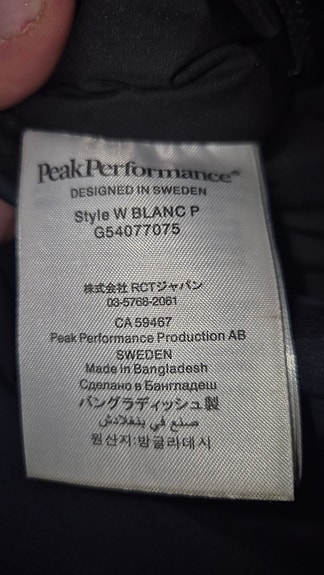 PeakPerformance®
DESIGNED IN SWEDEN
Style W BLANC P
G54077075
株式会社 RCTジャパン
03-5768-2061
CA 59467
Peak Performance Production AB
SWEDEN
Made in Bangladesh
Сделано в Бангладеш
バングラディッシュ製
صنع في بنغلادش
원산지: 방글라데시